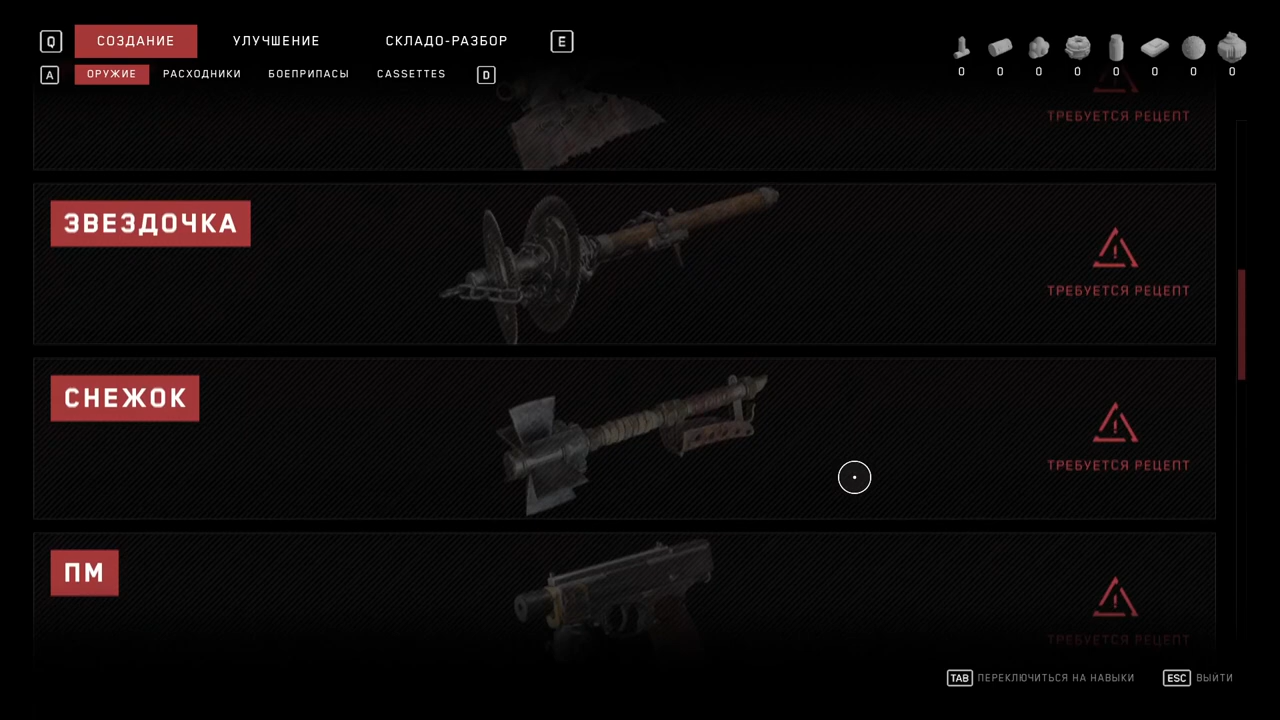 Q СОЗДАНИЕ УЛУЧШЕНИЕ СКЛАДО-РАЗБОР E
A ОРУЖИЕ РАСХОДНИКИ БОЕПРИПАСЫ CASSETTES D
0 0 0 0 0 0 0 0
ТРЕБУЕТСЯ РЕЦЕПТ
ЗВЕЗДОЧКА
ТРЕБУЕТСЯ РЕЦЕПТ
СНЕЖОК
ТРЕБУЕТСЯ РЕЦЕПТ
ПМ
ТРЕБУЕТСЯ РЕЦЕПТ
TAB ПЕРЕКЛЮЧИТЬСЯ НА НАВЫКИ ESC ВЫЙТИ